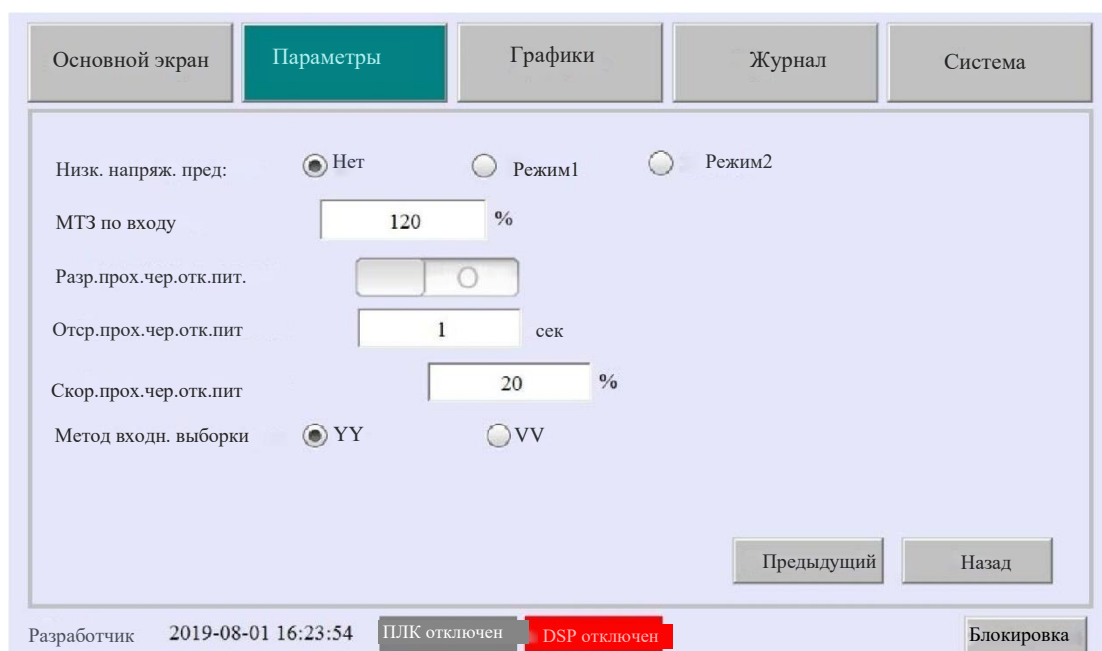 Основной экран Параметры Графики Журнал Система
Низк. напряж. пред: Нет Режим1 Режим2
МТЗ по входу 120 %
Разр.прох.чер.отк.пит.
Отср.прох.чер.отк.пит 1 сек
Скор.прох.чер.отк.пит 20 %
Метод входн. выборки YY VV
Предыдущий Назад
Разработчик 2019-08-01 16:23:54 ПЛК отключен DSP отключен Блокировка